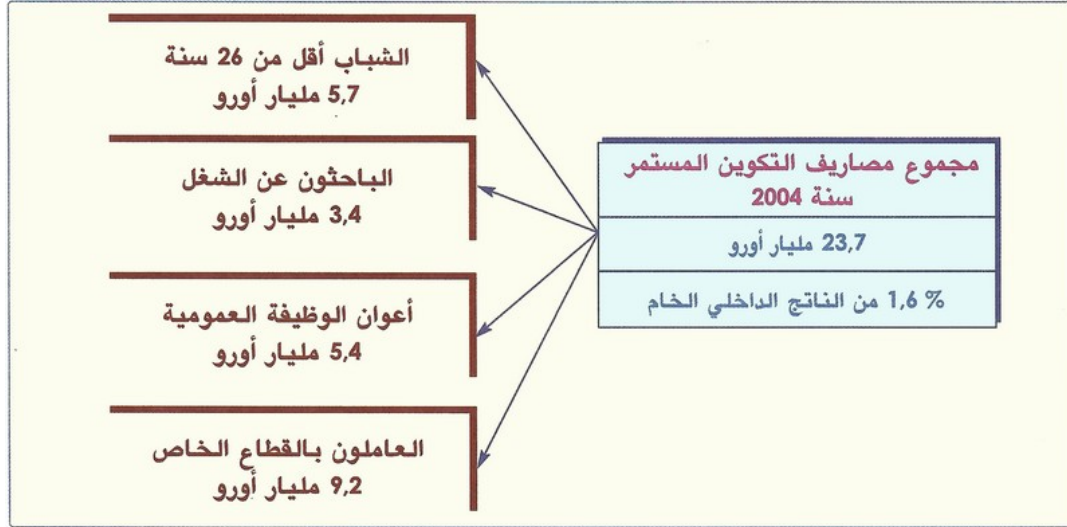 مجموع مصاريف التكوين المستمر
سنة 2004
23,7 مليار أورو
% 1,6 من الناتج الداخلي الخام
الشباب أقل من 26 سنة
5,7 مليار أورو
الباحثون عن الشغل
3,4 مليار أورو
أعوان الوظيفة العمومية
5,4 مليار أورو
العاملون بالقطاع الخاص
9,2 مليار أورو